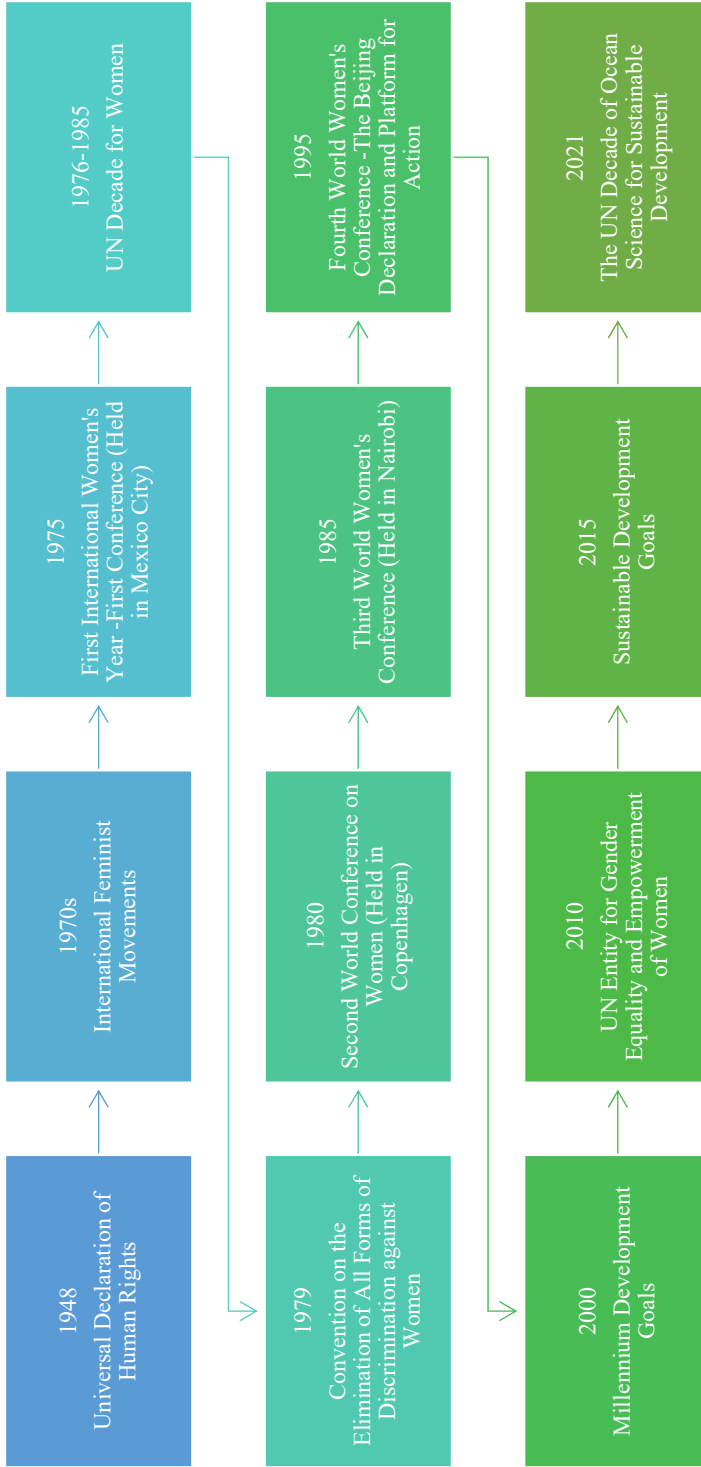 1948
Universal Declaration of
Human Rights
1970s
International Feminist
Movements
1975
First International Women's
Year -First Conference (Held
in Mexico City)
1976-1985
UN Decade for Women
1979
Convention on the
Elimination of All Forms of
Discrimination against
Women
1980
Second World Conference on
Women (Held in
Copenhagen)
1985
Third World Women's
Conference (Held in Nairobi)
1995
Fourth World Women's
Conference -The Beijing
Declaration and Platform for
Action
2000
Millennium Development
Goals
2010
UN Entity for Gender
Equality and Empowerment
of Women
2015
Sustainable Development
Goals
2021
The UN Decade of Ocean
Science for Sustainable
Development